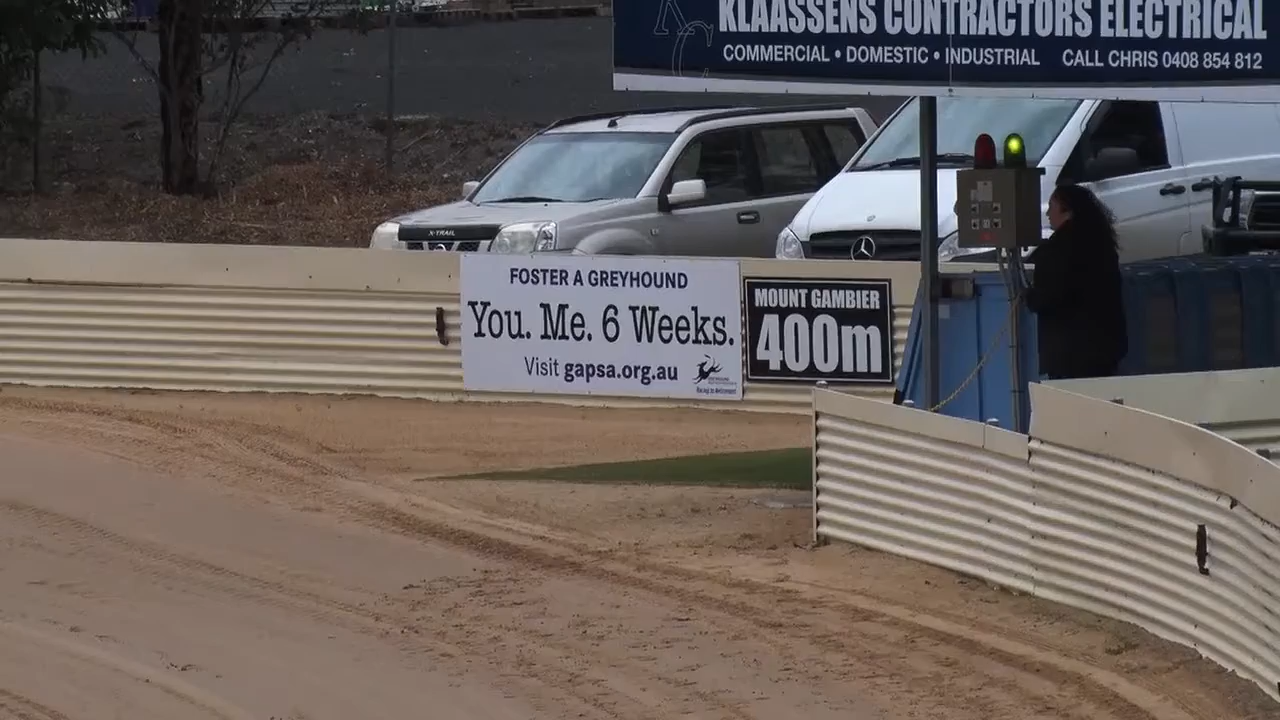 KLAASSENS CONTRACTORS ELECTRICAL
COMMERCIAL • DOMESTIC • INDUSTRIAL CALL CHRIS 0408 854 812
X-TRAIL
FOSTER A GREYHOUND
You. Me. 6 Weeks.
Visit gapsa.org.au
MOUNT GAMBIER
400m